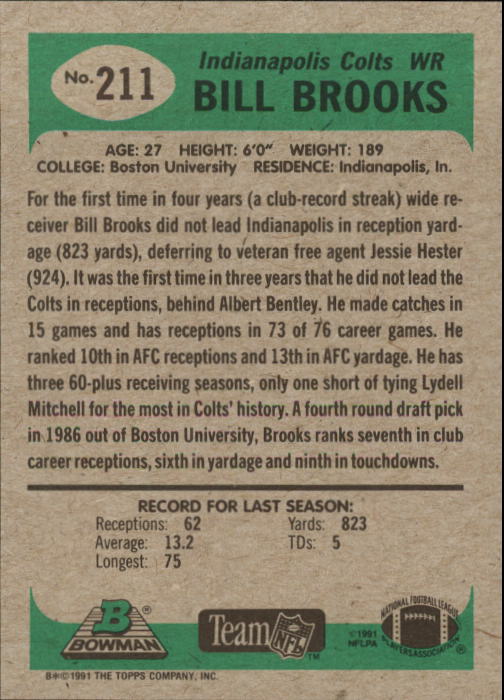 No. 211
Indianapolis Colts WR
BILL BROOKS
AGE: 27 HEIGHT: 6'0" WEIGHT: 189
COLLEGE: Boston University RESIDENCE: Indianapolis, In.
For the first time in four years (a club-record streak) wide re-
ceiver Bill Brooks did not lead Indianapolis in reception yard-
age (823 yards), deferring to veteran free agent Jessie Hester
(924). It was the first time in three years that he did not lead the
Colts in receptions, behind Albert Bentley. He made catches in
15 games and has receptions in 73 of 76 career games. He
ranked 10th in AFC receptions and 13th in AFC yardage. He has
three 60-plus receiving seasons, only one short of tying Lydell
Mitchell for the most in Colts' history. A fourth round draft pick
in 1986 out of Boston University, Brooks ranks seventh in club
career receptions, sixth in yardage and ninth in touchdowns.
RECORD FOR LAST SEASON:
Receptions: 62 Yards: 823
Average: 13.2 TDs: 5
Longest: 75
B ®
BOWMAN
Team NFL ™
©1991
NFLPA
NATIONAL FOOTBALL LEAGUE
PLAYERS ASSOCIATION
B*©1991 THE TOPPS COMPANY, INC.